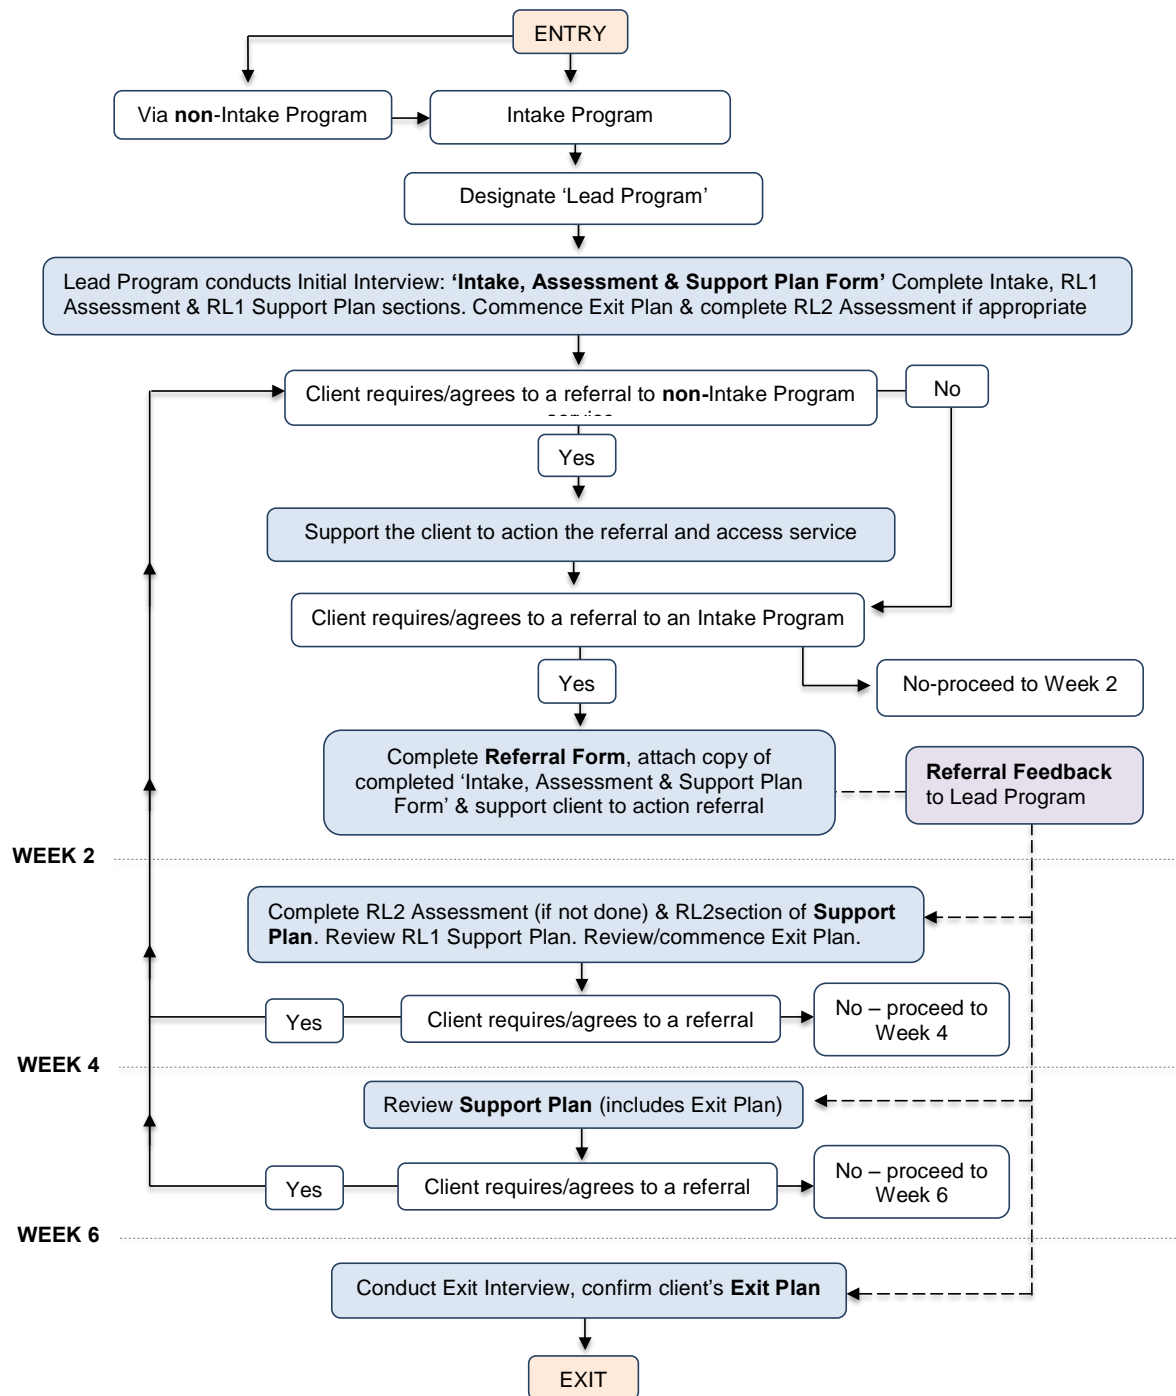 ENTRY
Via non-Intake Program
Intake Program
Designate ‘Lead Program’
Lead Program conducts Initial Interview: ‘Intake, Assessment & Support Plan Form’ Complete Intake, RL1
Assessment & RL1 Support Plan sections. Commence Exit Plan & complete RL2 Assessment if appropriate
Client requires/agrees to a referral to non-Intake Program
No
Yes
Support the client to action the referral and access service
Client requires/agrees to a referral to an Intake Program
Yes
No-proceed to Week 2
Complete Referral Form, attach copy of
completed ‘Intake, Assessment & Support Plan
Form’ & support client to action referral
Referral Feedback
to Lead Program
WEEK 2
Complete RL2 Assessment (if not done) & RL2section of Support
Plan. Review RL1 Support Plan. Review/commence Exit Plan.
Yes
Client requires/agrees to a referral
No – proceed to
Week 4
WEEK 4
Review Support Plan (includes Exit Plan)
Yes
Client requires/agrees to a referral
No – proceed to
Week 6
WEEK 6
Conduct Exit Interview, confirm client’s Exit Plan
EXIT